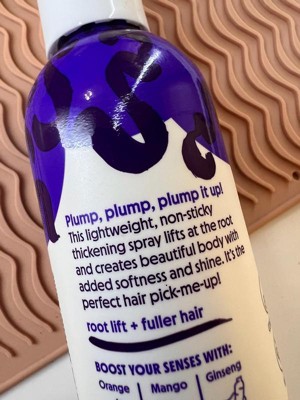 Plump, plump, plump it up!
This lightweight, non-sticky
thickening spray lifts at the root
and creates beautiful body with
added softness and shine. It's the
perfect hair pick-me-up!
root lift + fuller hair
BOOST YOUR SENSES WITH:
Orange | Mango | Ginseng